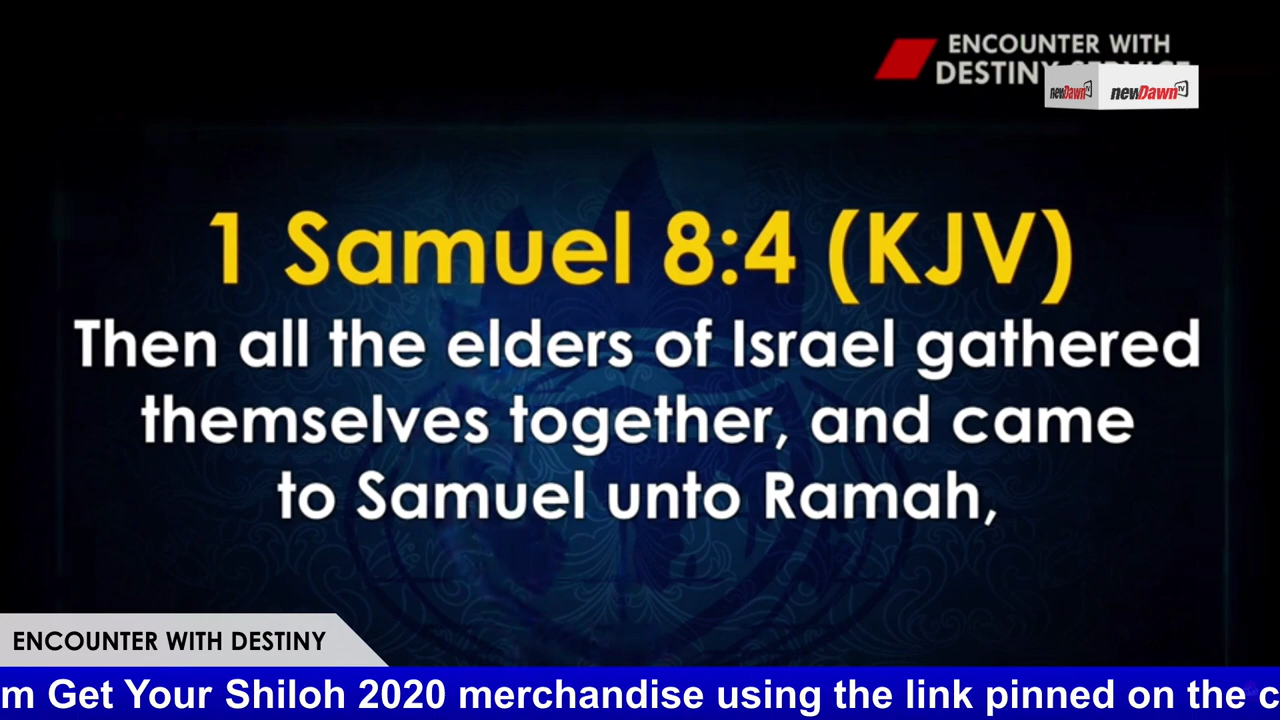 ENCOUNTER WITH
DESTINY SERVICE
newDawn TV
newDawn TV
1 Samuel 8:4 (KJV)
Then all the elders of Israel gathered
themselves together, and came
to Samuel unto Ramah,
ENCOUNTER WITH DESTINY
m Get Your Shiloh 2020 merchandise using the link pinned on the c